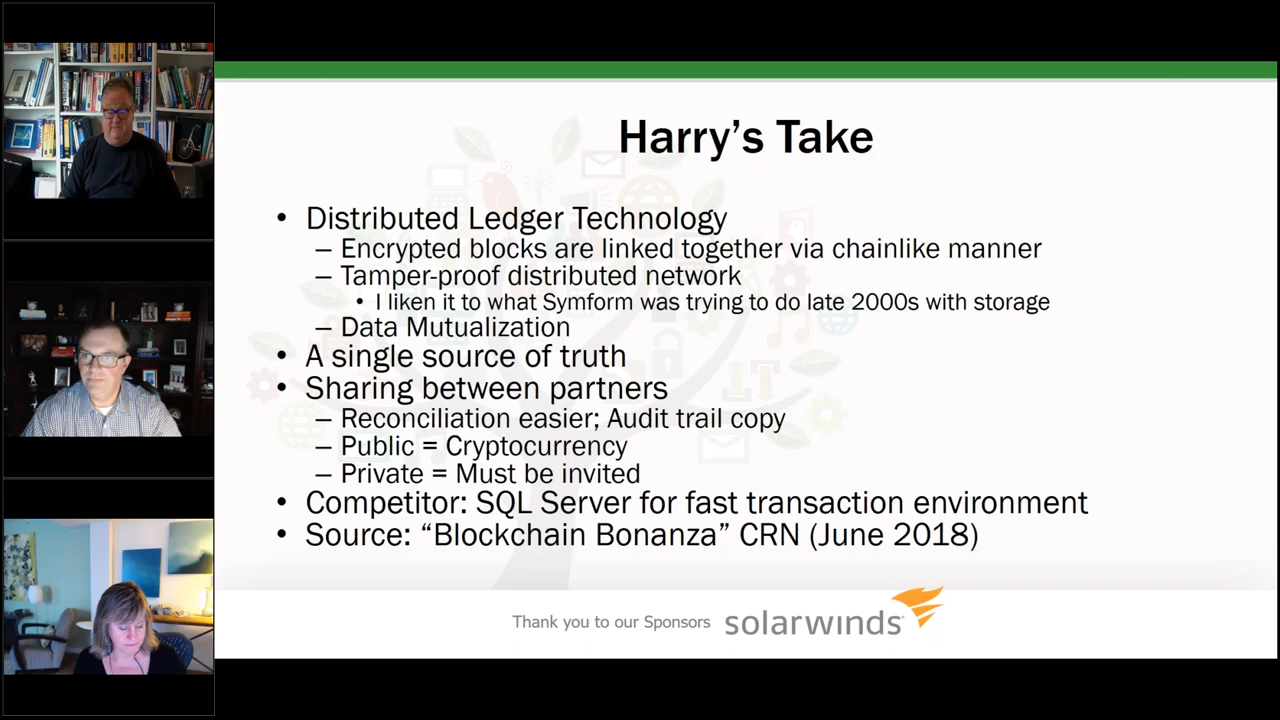 Harry’s Take
• Distributed Ledger Technology
– Encrypted blocks are linked together via chainlike manner
– Tamper-proof distributed network
• I liken it to what Symform was trying to do late 2000s with storage
– Data Mutualization
• A single source of truth
• Sharing between partners
– Reconciliation easier; Audit trail copy
– Public = Cryptocurrency
– Private = Must be invited
• Competitor: SQL Server for fast transaction environment
• Source: “Blockchain Bonanza” CRN (June 2018)
Thank you to our Sponsors solarwinds